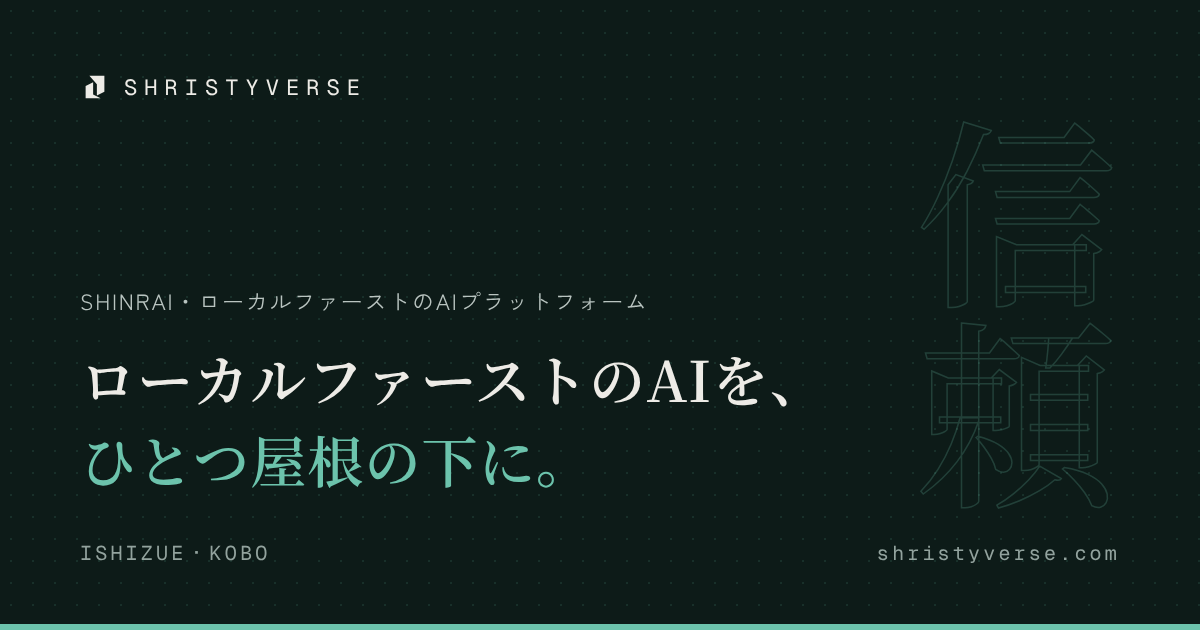 SHRISTYVERSE
信頼
SHINRAI・ローカルファーストのAIプラットフォーム
ローカルファーストのAIを、
ひとつ屋根の下に。
ISHIZUE・KOBO
shristyverse.com